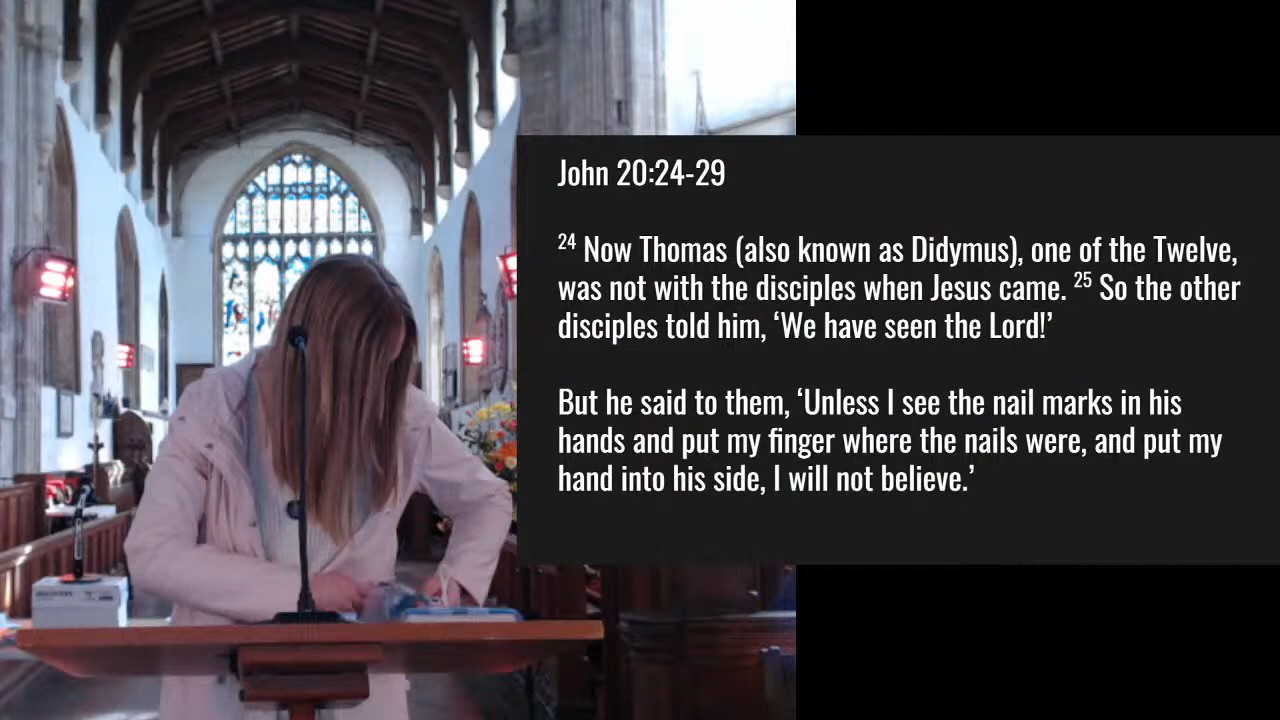 John 20:24-29
²⁴ Now Thomas (also known as Didymus), one of the Twelve,
was not with the disciples when Jesus came. ²⁵ So the other
disciples told him, ‘We have seen the Lord!’
But he said to them, ‘Unless I see the nail marks in his
hands and put my finger where the nails were, and put my
hand into his side, I will not believe.’